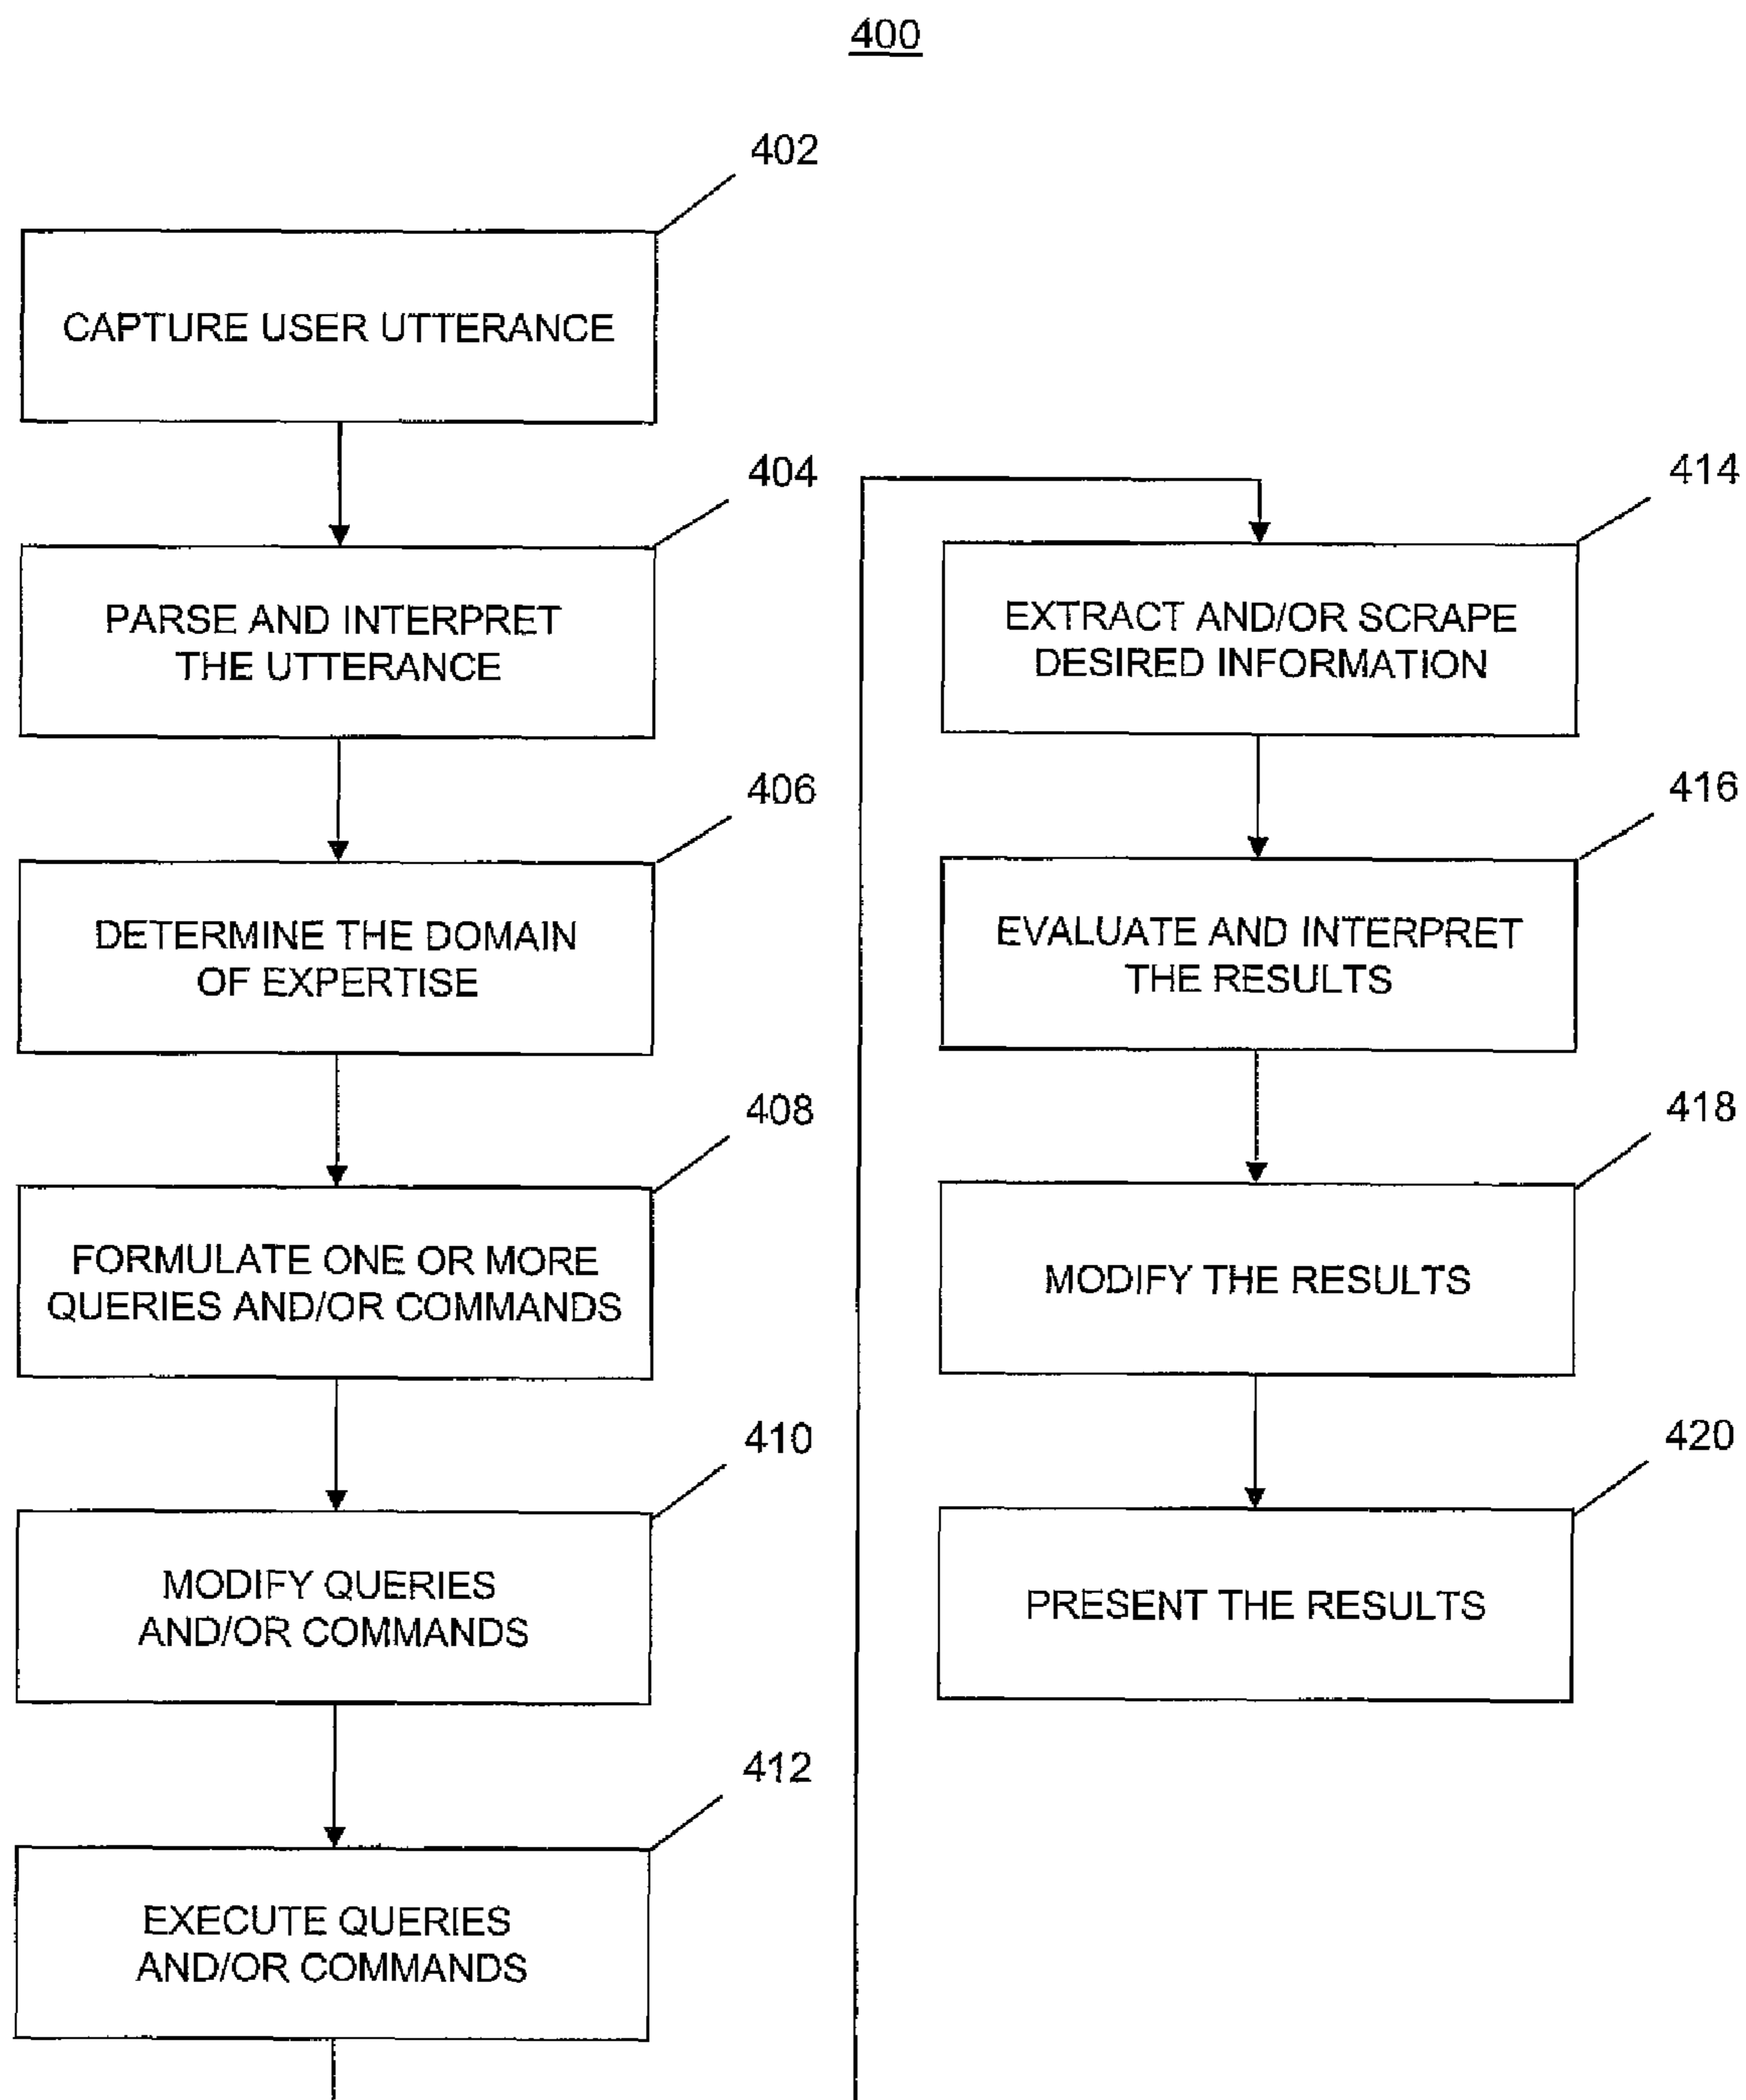 400
402
CAPTURE USER UTTERANCE
404
PARSE AND INTERPRET
THE UTTERANCE
406
DETERMINE THE DOMAIN
OF EXPERTISE
408
FORMULATE ONE OR MORE
QUERIES AND/OR COMMANDS
410
MODIFY QUERIES
AND/OR COMMANDS
412
EXECUTE QUERIES
AND/OR COMMANDS
414
EXTRACT AND/OR SCRAPE
DESIRED INFORMATION
416
EVALUATE AND INTERPRET
THE RESULTS
418
MODIFY THE RESULTS
420
PRESENT THE RESULTS